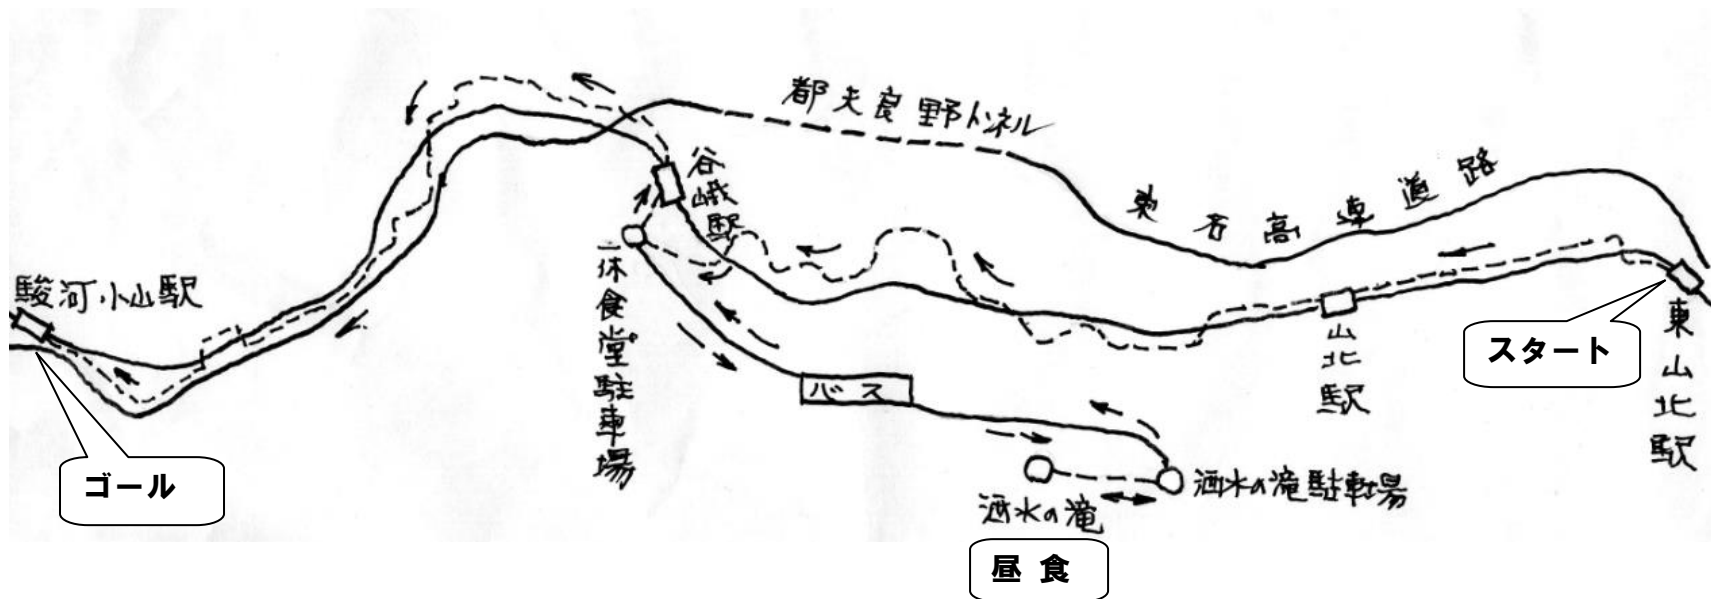 都夫良野トンネル
東名高速道路
谷峨駅
駿河小山駅
一休食堂駐車場
スタート
東山北駅
山北駅
バス
ゴール
洒水の滝駐車場
洒水の滝
昼食